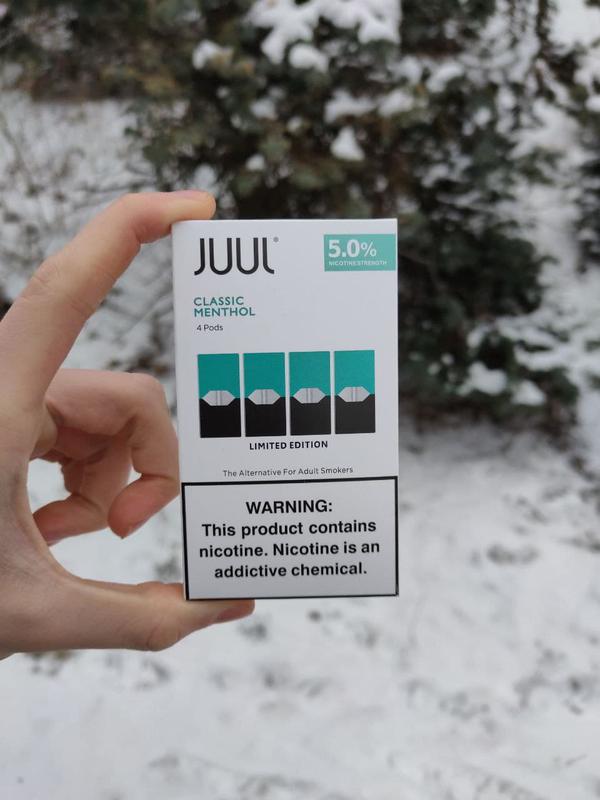 JUUL®
5.0%
NICOTINE STRENGTH
CLASSIC
MENTHOL
4 Pods
LIMITED EDITION
The Alternative For Adult Smokers
WARNING:
This product contains
nicotine. Nicotine is an
addictive chemical.